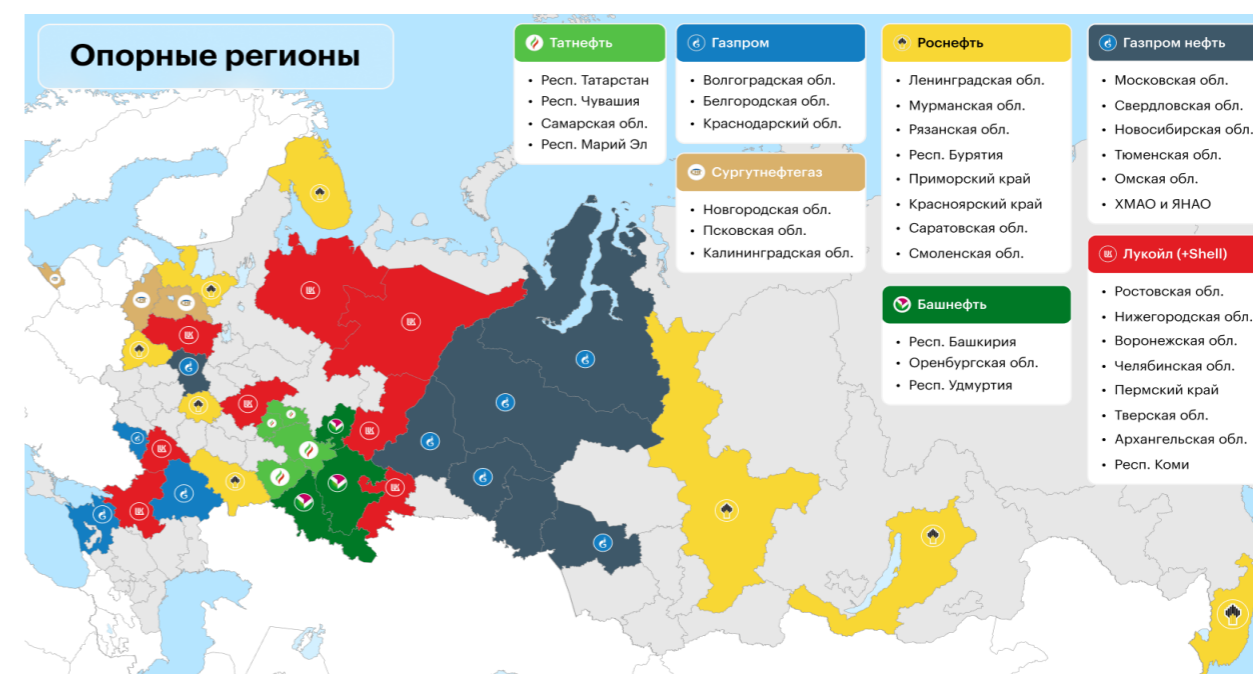 Опорные регионы
Татнефть
• Респ. Татарстан
• Респ. Чувашия
• Самарская обл.
• Респ. Марий Эл
Газпром
• Волгоградская обл.
• Белгородская обл.
• Краснодарский обл.
Сургутнефтегаз
• Новгородская обл.
• Псковская обл.
• Калининградская обл.
Роснефть
• Ленинградская обл.
• Мурманская обл.
• Рязанская обл.
• Респ. Бурятия
• Приморский край
• Красноярский край
• Саратовская обл.
• Смоленская обл.
Башнефть
• Респ. Башкирия
• Оренбургская обл.
• Респ. Удмуртия
Газпром нефть
• Московская обл.
• Свердловская обл.
• Новосибирская обл.
• Тюменская обл.
• Омская обл.
• ХМАО и ЯНАО
Лукойл (+Shell)
• Ростовская обл.
• Нижегородская обл.
• Воронежская обл.
• Челябинская обл.
• Пермский край
• Тверская обл.
• Архангельская обл.
• Респ. Коми